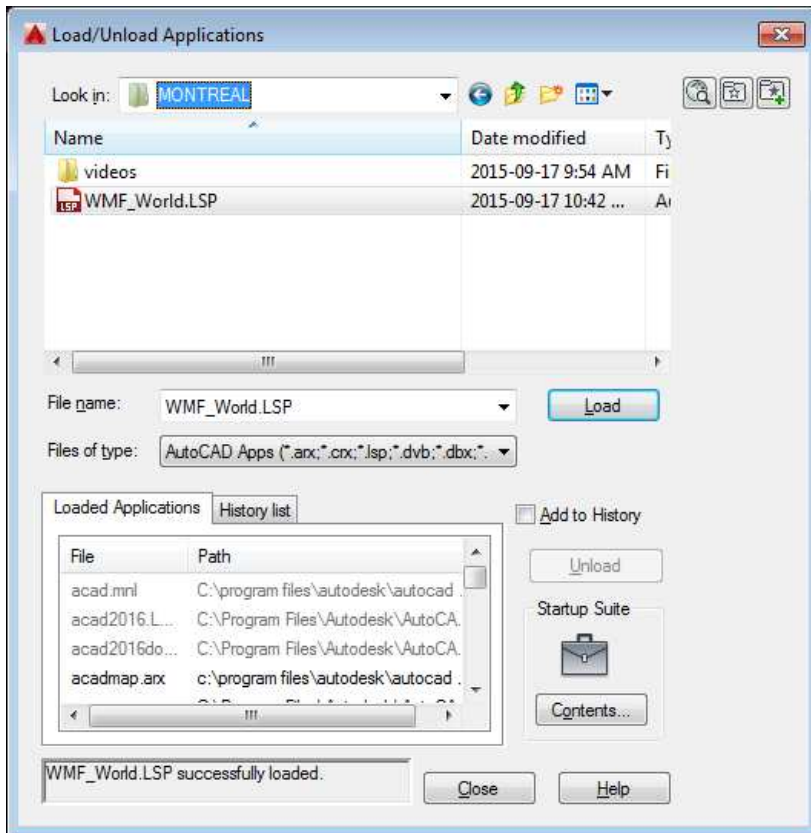 Load/Unload Applications
Look in: MONTREAL
Name Date modified Ty
videos 2015-09-17 9:54 AM Fi
WMF_World.LSP 2015-09-17 10:42 ... Au
File name: WMF_World.LSP Load
Files of type: AutoCAD Apps (*.arx;*.crx;*.lsp;*.dvb;*.dbx;*.
Loaded Applications History list Add to History
File Path Unload
acad.mnl C:\program files\autodesk\autocad .
acad2016.L... C:\Program Files\Autodesk\AutoCA.
Startup Suite
acad2016do... C:\Program Files\Autodesk\AutoCA.
acadmap.arx c:\program files\autodesk\autocad .
Contents...
WMF_World.LSP successfully loaded. Close Help